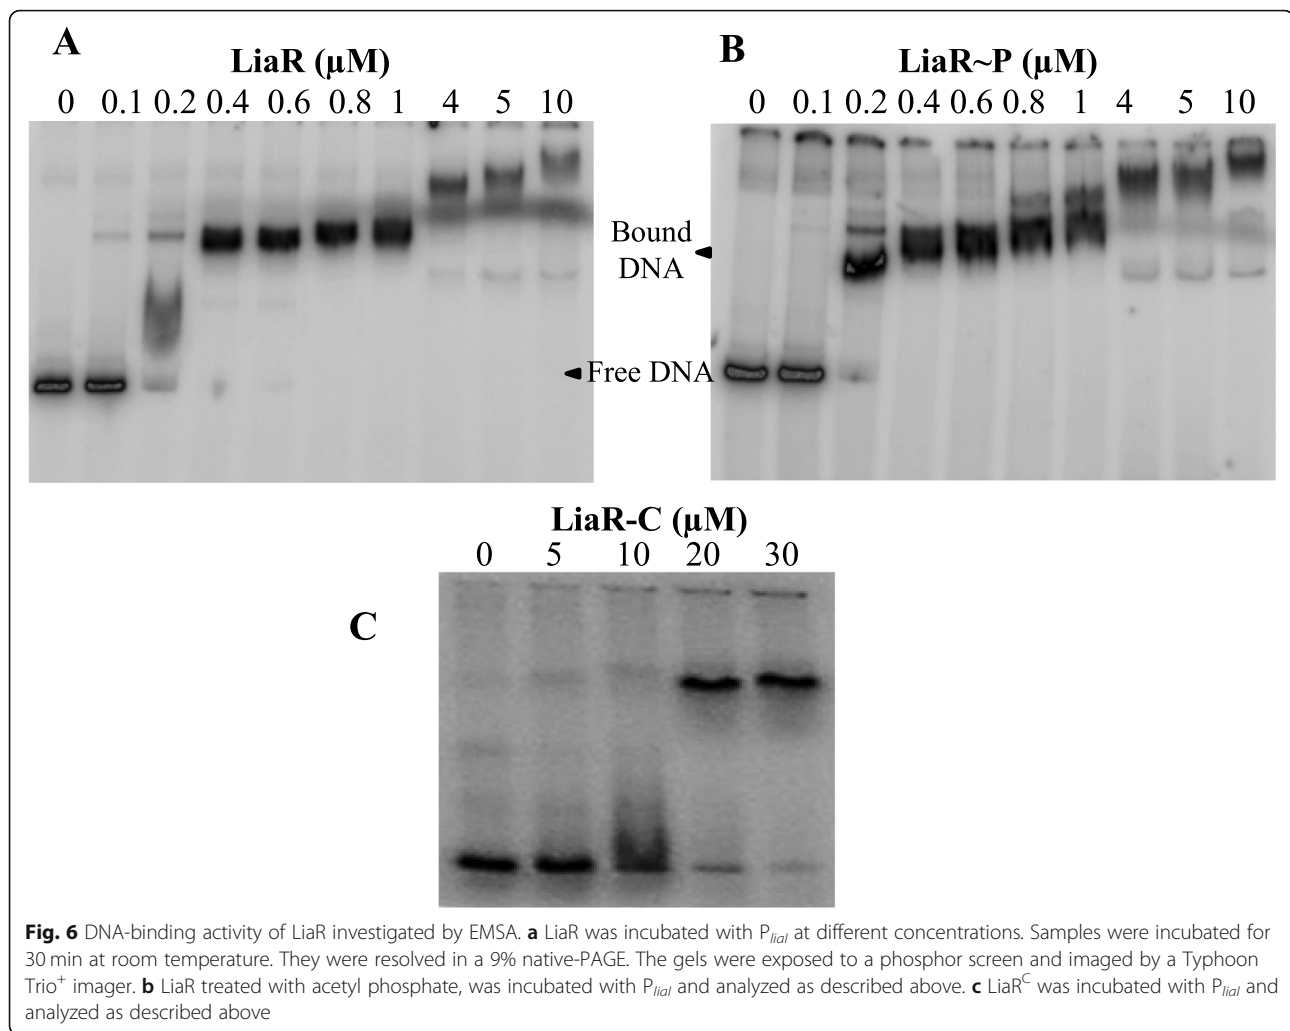 A
LiaR (µM)
0 0.1 0.2 0.4 0.6 0.8 1 4 5 10
B
LiaR~P (µM)
0 0.1 0.2 0.4 0.6 0.8 1 4 5 10
Bound
DNA
Free DNA
LiaR-C (µM)
0 5 10 20 30
C
Fig. 6 DNA-binding activity of LiaR investigated by EMSA. a LiaR was incubated with PliaI at different concentrations. Samples were incubated for
30 min at room temperature. They were resolved in a 9% native-PAGE. The gels were exposed to a phosphor screen and imaged by a Typhoon
Trio+ imager. b LiaR treated with acetyl phosphate, was incubated with PliaI and analyzed as described above. c LiaRC was incubated with PliaI and
analyzed as described above